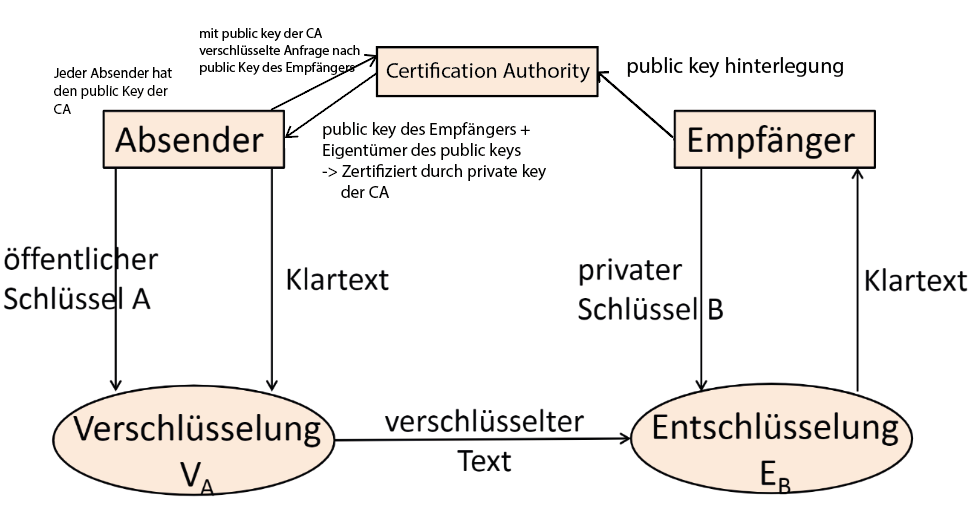 mit public key der CA
verschlüsselte Anfrage nach
public Key des Empfängers
Certification Authority
public key hinterlegung
Jeder Absender hat
den public Key der
CA
Absender
public key des Empfängers +
Eigentümer des public keys
-> Zertifiziert durch private key
der CA
Empfänger
öffentlicher
Schlüssel A
Klartext
privater
Schlüssel B
Klartext
Verschlüsselung
VA
verschlüsselter
Text
Entschlüsselung
EB